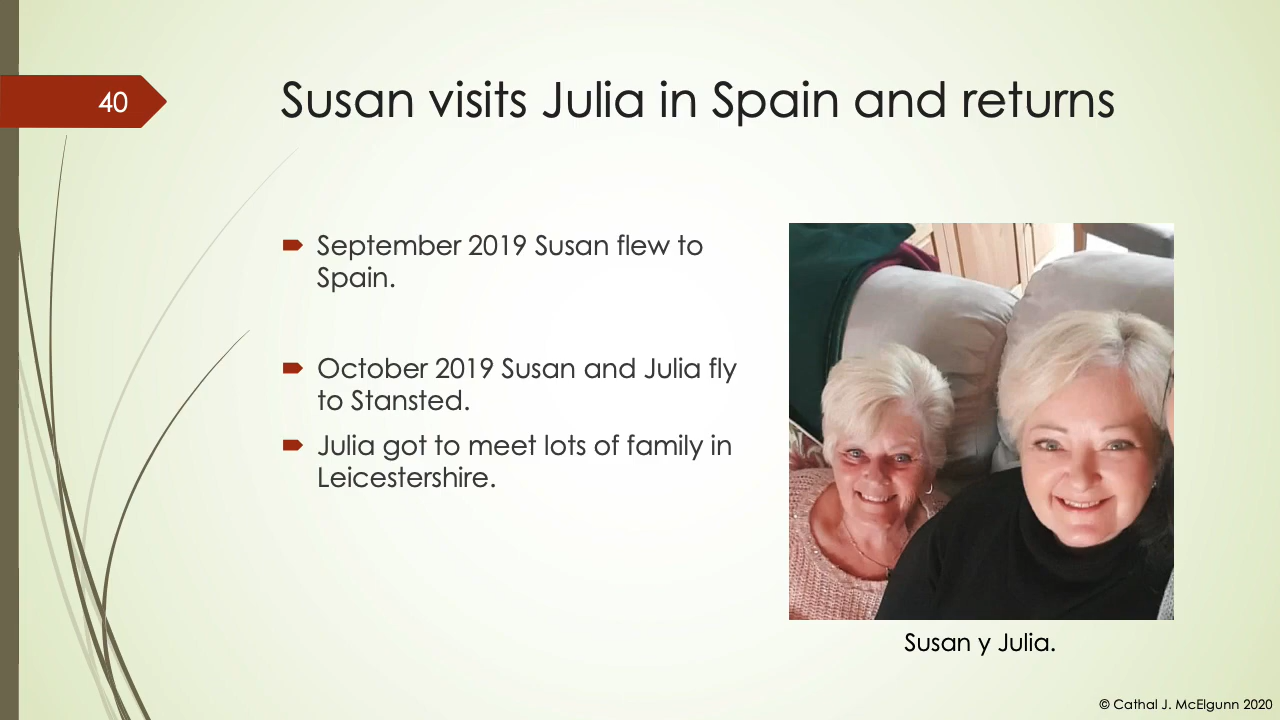 40
Susan visits Julia in Spain and returns
September 2019 Susan flew to
Spain.
October 2019 Susan and Julia fly
to Stansted.
Julia got to meet lots of family in
Leicestershire.
Susan y Julia.
© Cathal J. McElgunn 2020